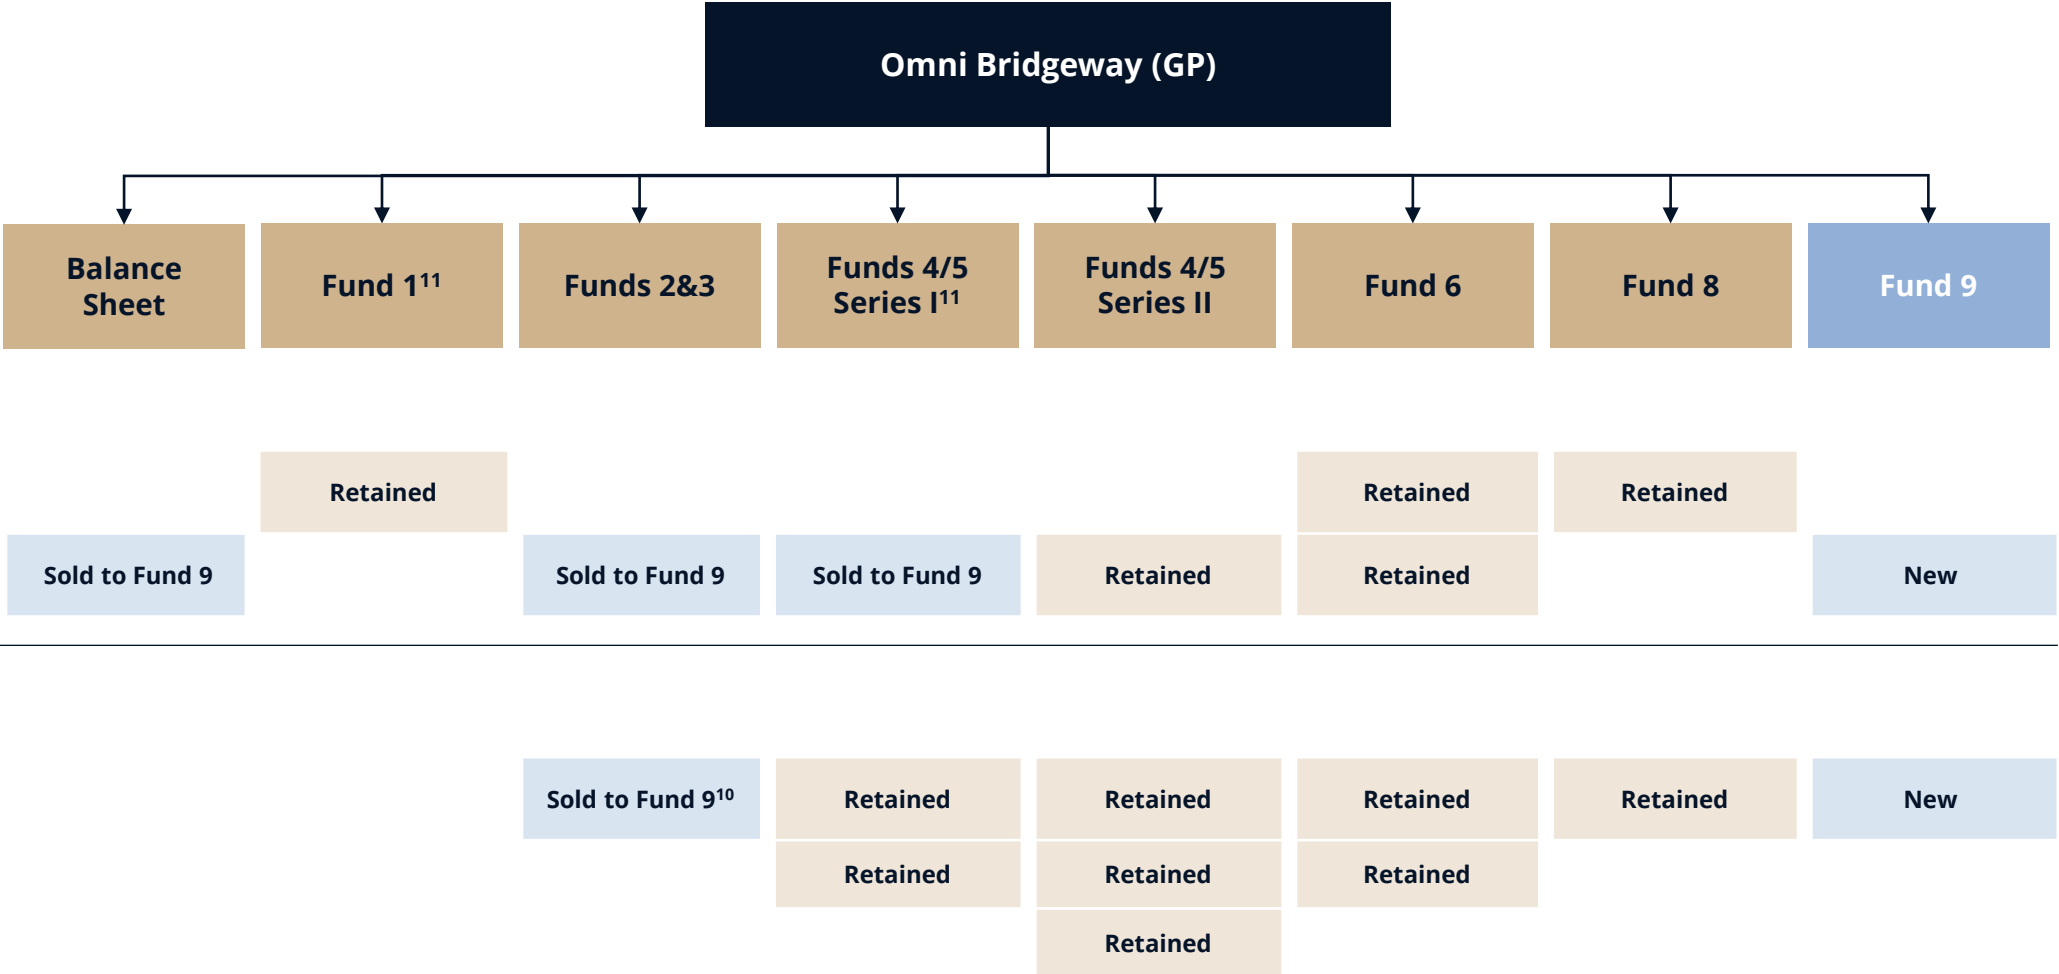 Omni Bridgeway (GP)
Balance
Sheet
Fund 1¹¹
Funds 2&3
Funds 4/5
Series I¹¹
Funds 4/5
Series II
Fund 6
Fund 8
Fund 9
Retained
Retained
Retained
Sold to Fund 9
Sold to Fund 9
Sold to Fund 9
Retained
Retained
New
Sold to Fund 9¹⁰
Retained
Retained
Retained
Retained
New
Retained
Retained
Retained
Retained